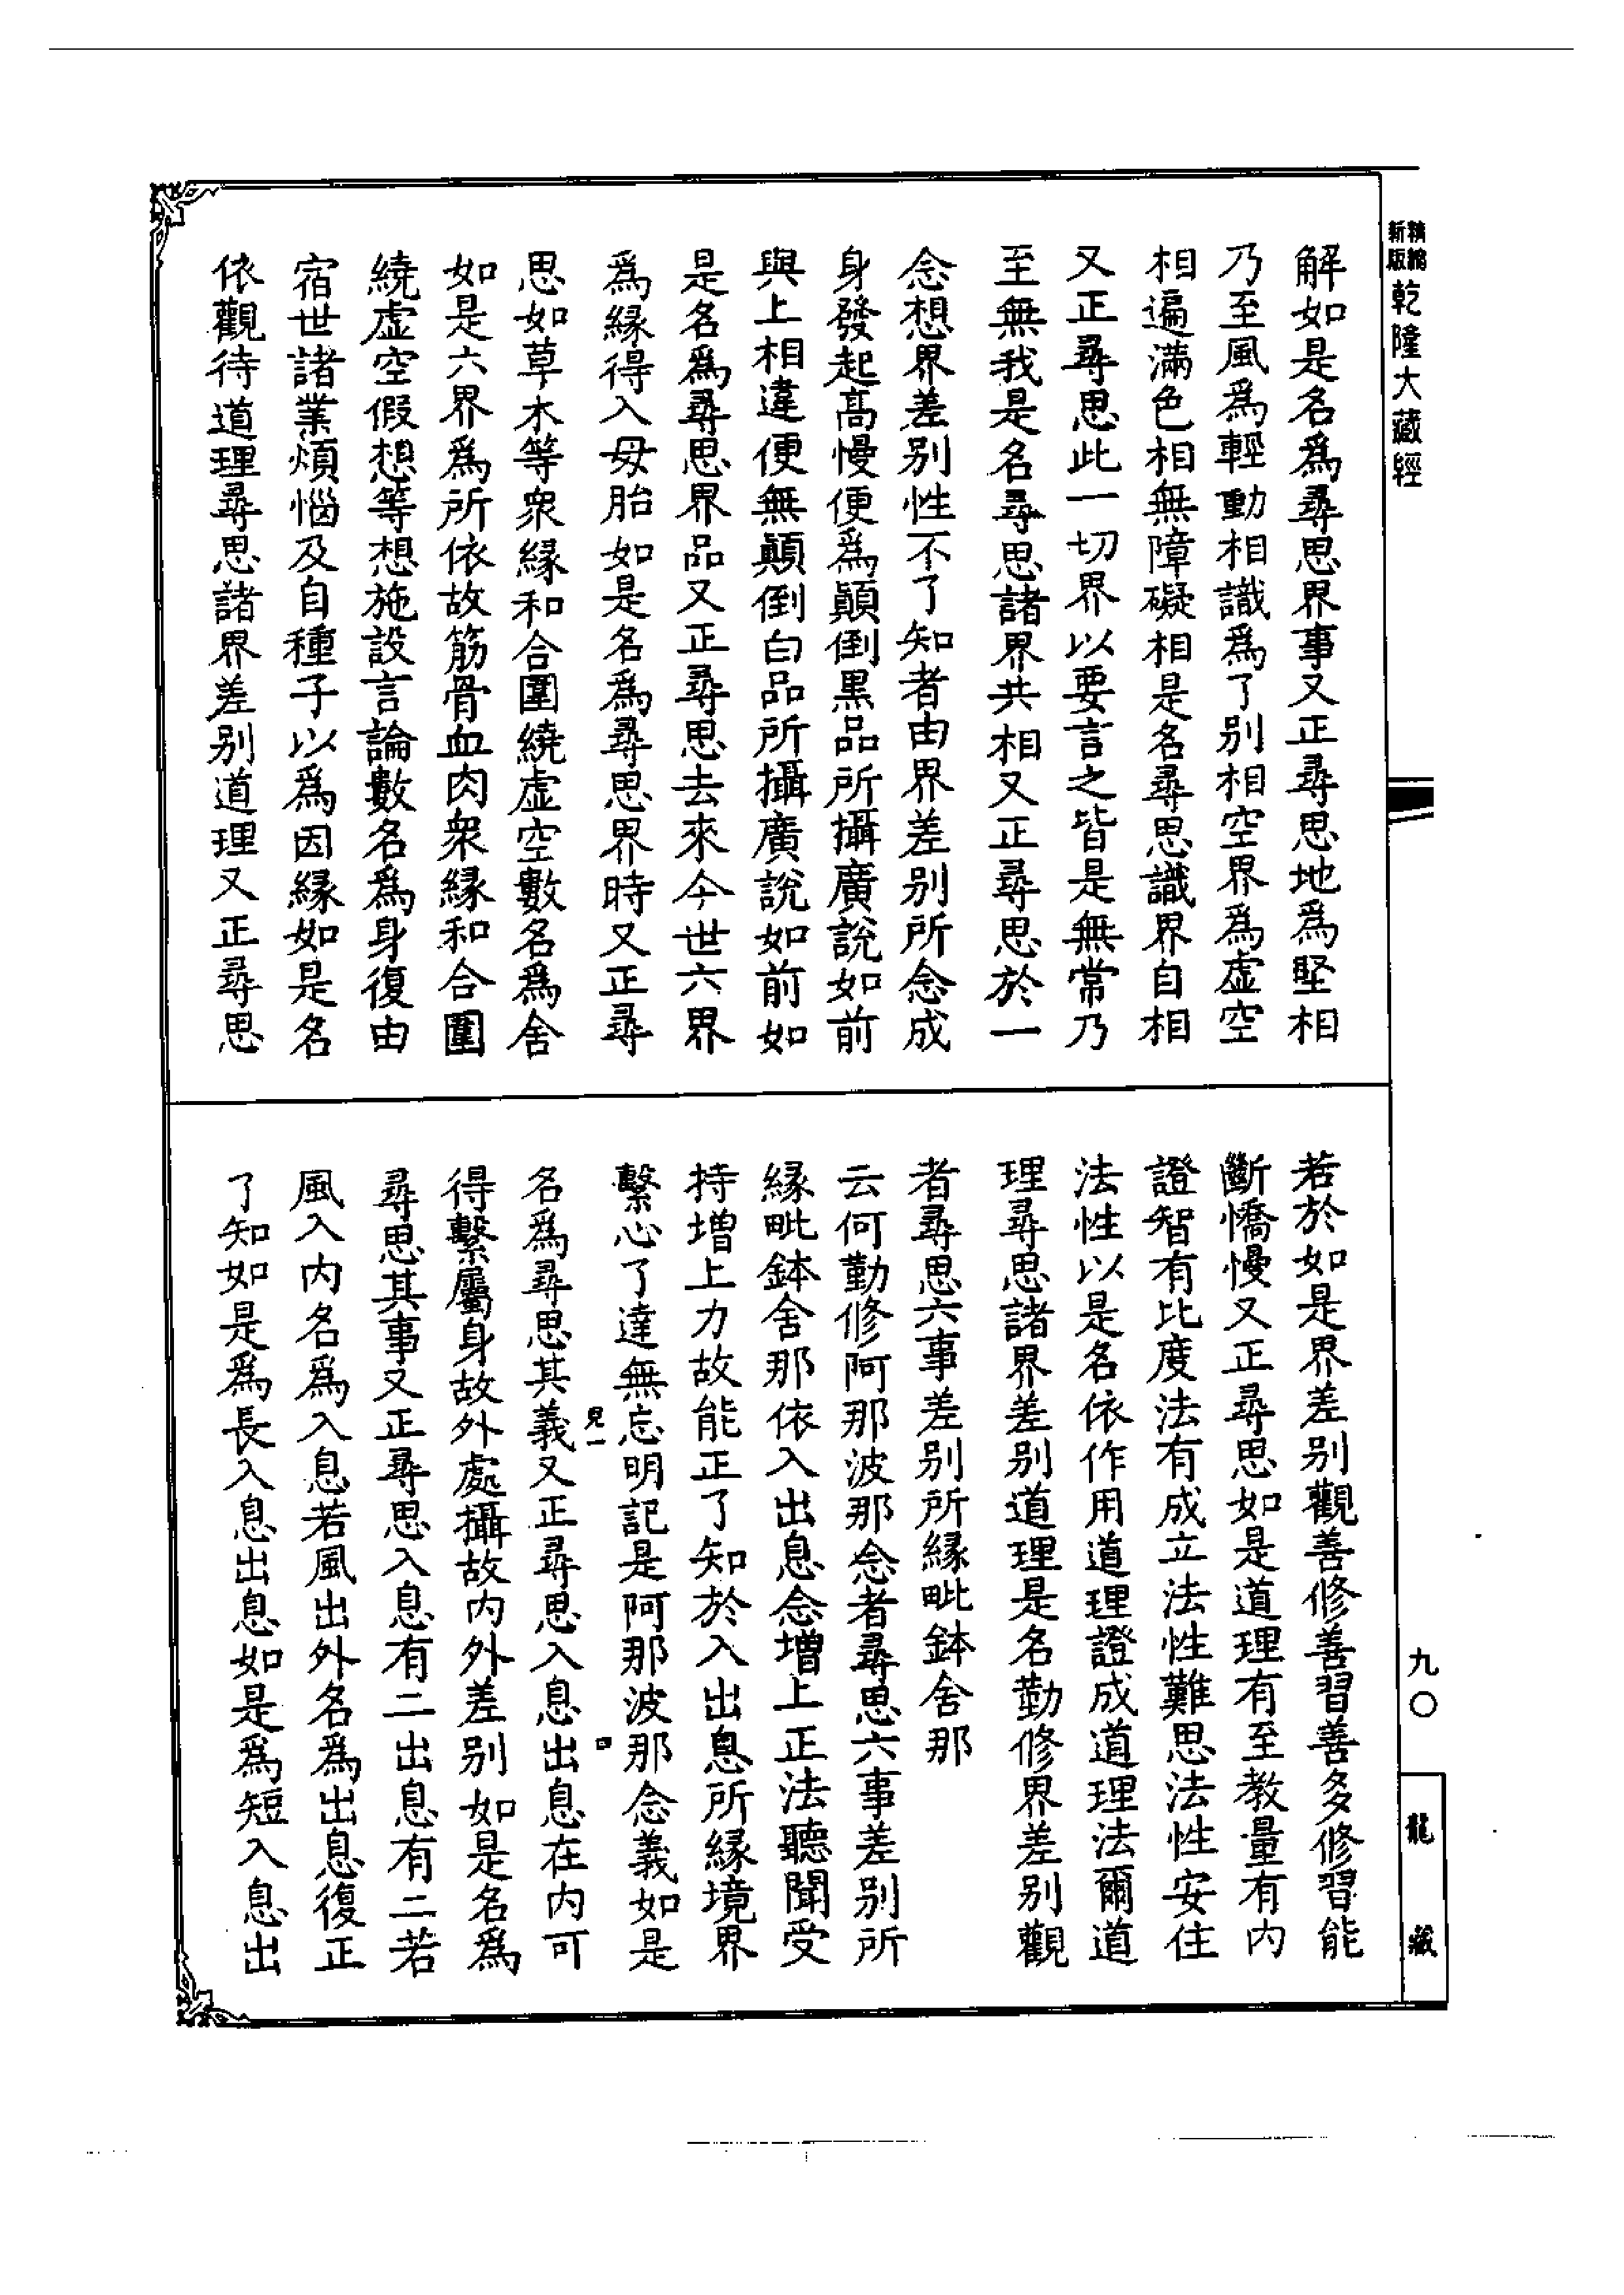 精縮
新版
乾隆大藏經
解如是名爲尋思界事又正尋思地爲堅相
乃至風爲輕動相識爲了別相空界爲虛空
相遍滿色相無障礙相是名尋思識界自相
又正尋思此一切界以要言之皆是無常乃
至無我是名尋思諸界共相又正尋思於一
念想界差別性不了知者由界差別所念成
身發起高慢便爲顚倒黑品所攝廣說如前
與上相違便無顚倒白品所攝廣說如前如
是名爲尋思界品又正尋思去來今世六界
爲緣得入母胎如是名爲尋思界時又正尋
思如草木等衆緣和合圍繞虛空數名爲舍
如是六界爲所依故筋骨血肉衆緣和合圍
繞虛空假想等想施設言論數名爲身復由
宿世諸業煩惱及自種子以爲因緣如是名
依觀待道理尋思諸界差別道理又正尋思
若於如是界差別觀善修善習善多修習能
斷憍慢又正尋思如是道理有至教量有內
證智有比度法有成立法性難思法性安住
法性以是名依作用道理證成道理法爾道
理尋思諸界差別道理是名勤修界差別觀
者尋思六事差別所緣毗鉢舍那
云何勤修阿那波那念者尋思六事差別所
緣毗鉢舍那依入出息念增上正法聽聞受
持增上力故能正了知於入出息所緣境界
繫心了達無忘明記是阿那波那念義如是
名爲尋思其義又正尋思入息出息在內可
得繫屬身故外處攝故內外差別如是名爲
尋思其事又正尋思入息有二出息有二若
風入內名爲入息若風出外名爲出息復正
了知如是爲長入息出息如是爲短入息出
九〇
龍藏